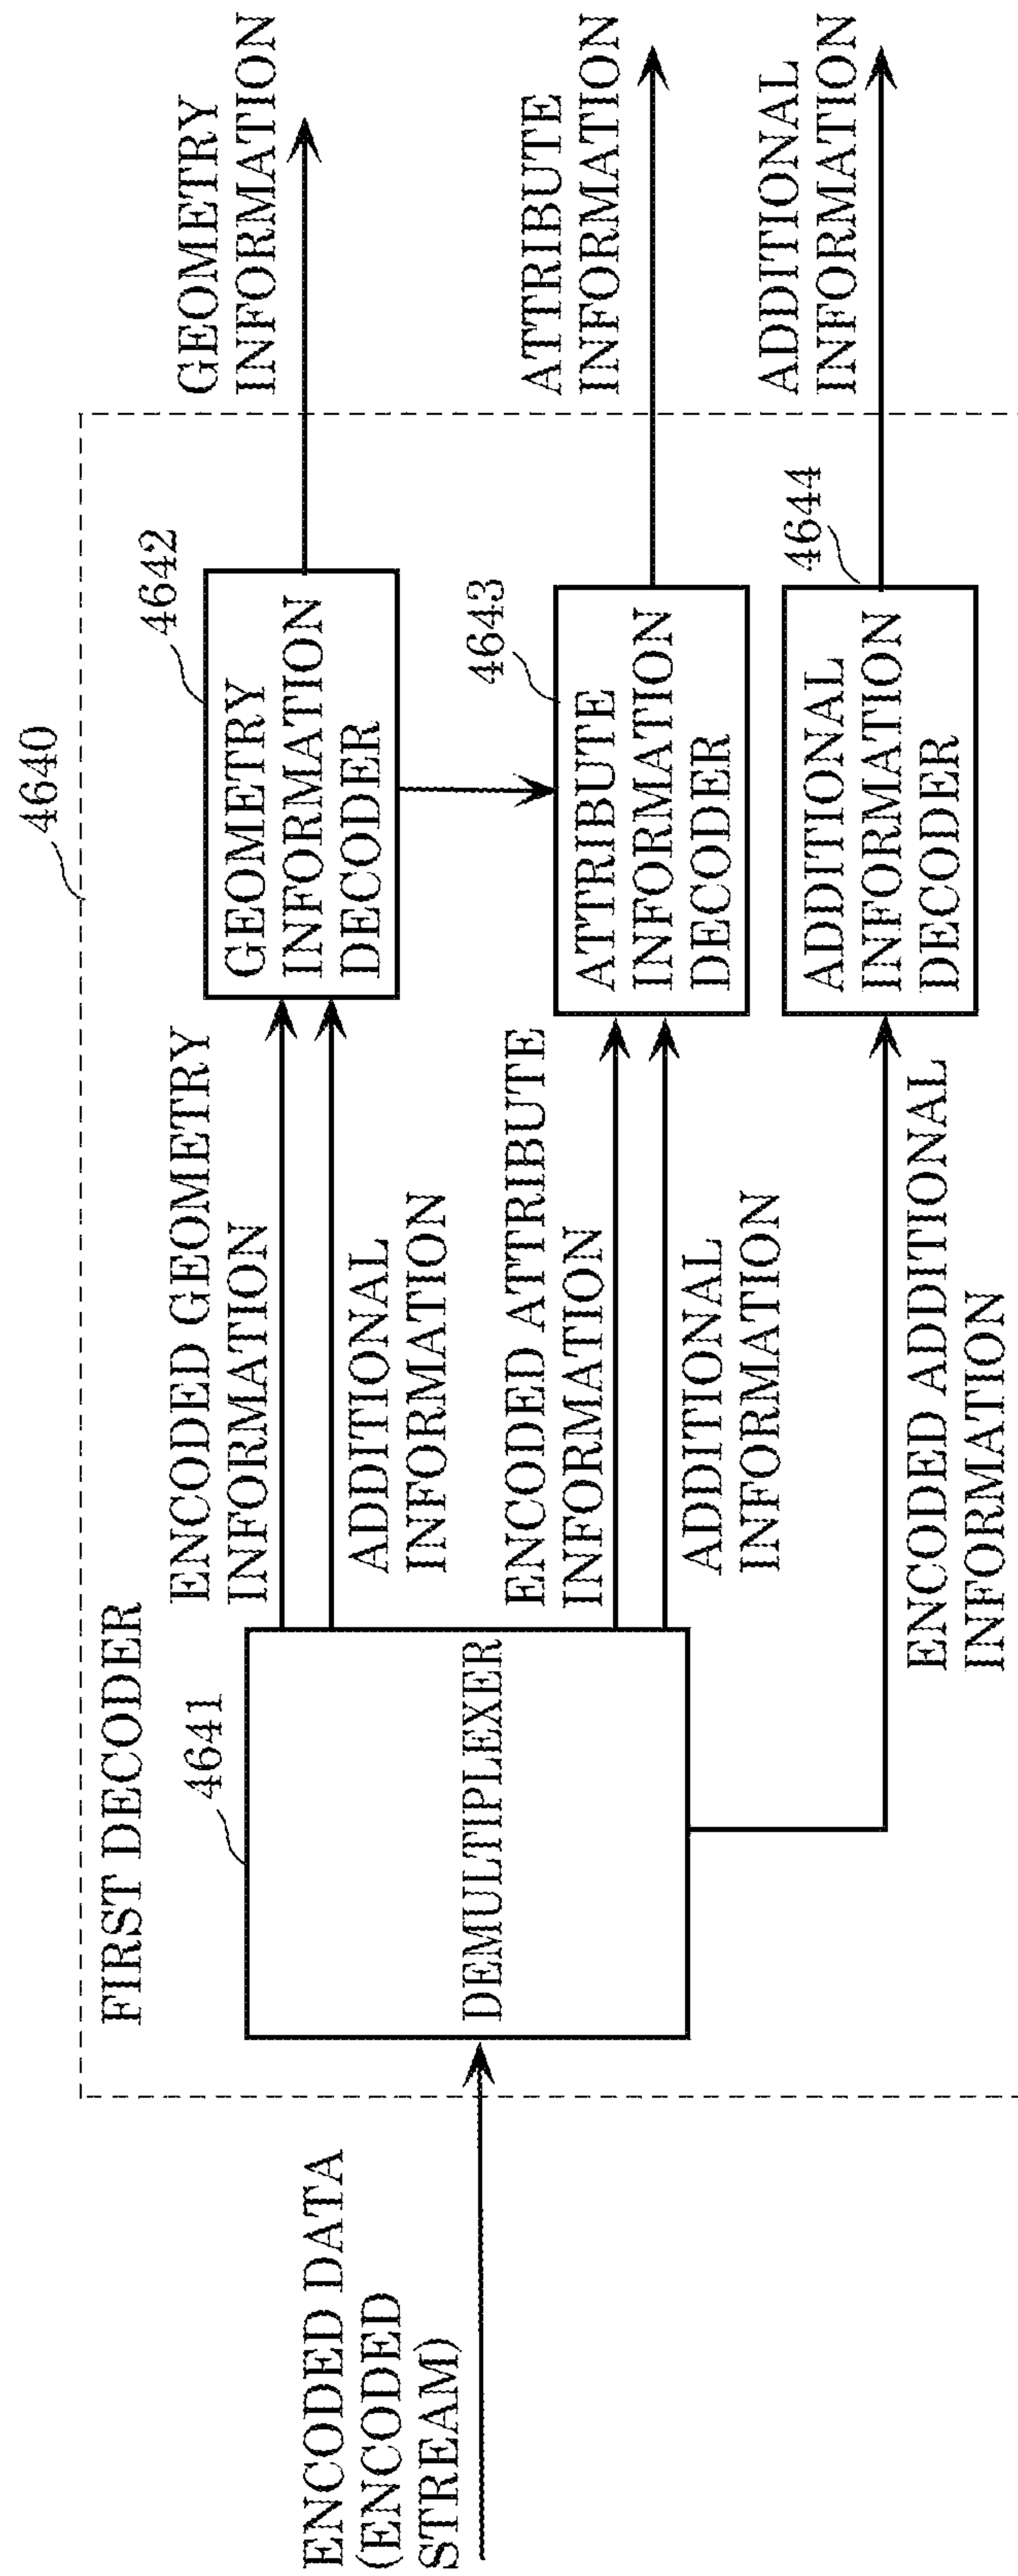 4640
FIRST DECODER
ENCODED DATA
(ENCODED
STREAM)
4641
DEMULTIPLEXER
ENCODED GEOMETRY
INFORMATION
ADDITIONAL
INFORMATION
ENCODED ATTRIBUTE
INFORMATION
ADDITIONAL
INFORMATION
ENCODED ADDITIONAL
INFORMATION
4642
GEOMETRY
INFORMATION
DECODER
4643
ATTRIBUTE
INFORMATION
DECODER
4644
ADDITIONAL
INFORMATION
DECODER
GEOMETRY
INFORMATION
ATTRIBUTE
INFORMATION
ADDITIONAL
INFORMATION